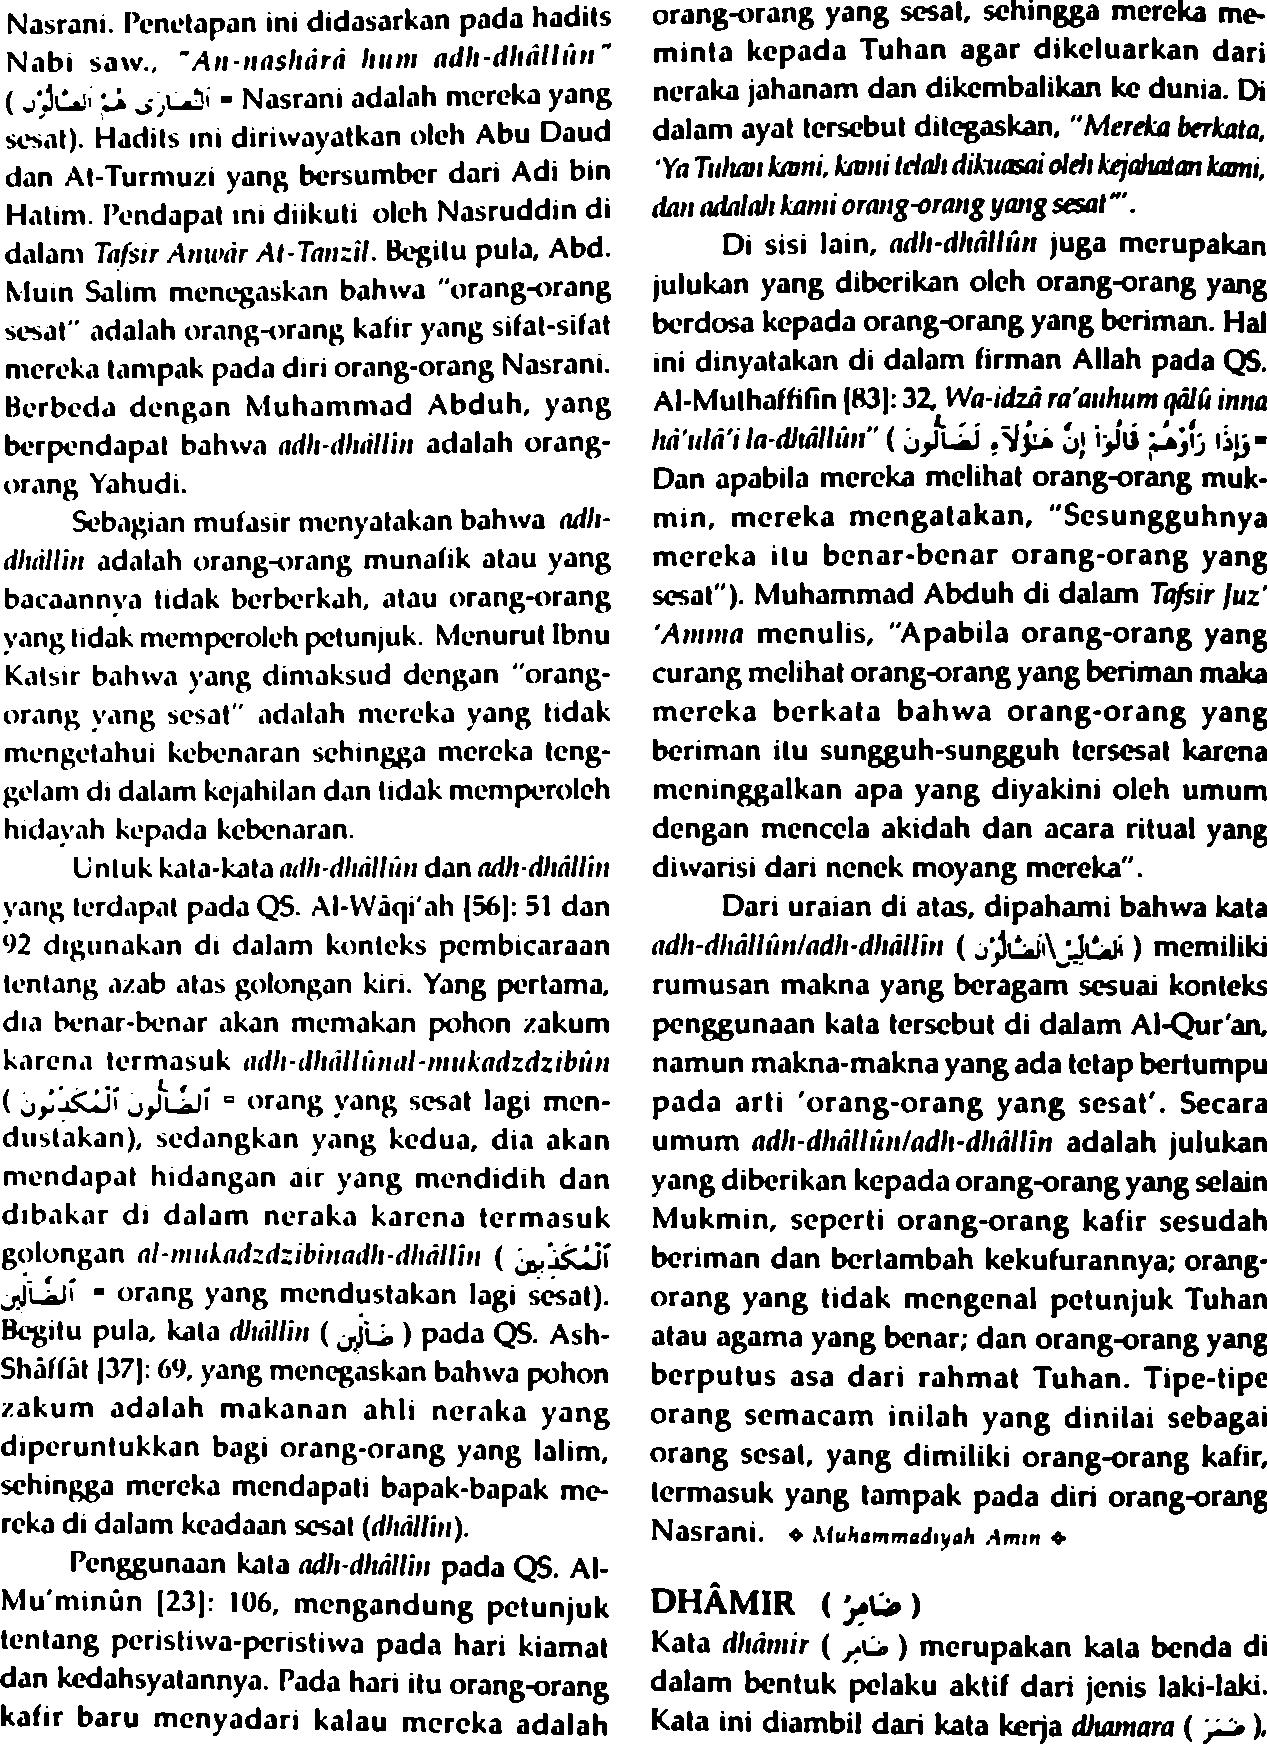 Nasrani. Penetapan ini didasarkan pada hadits
Nabi saw., "An-nashârâ hum adh-dhâllûn"
( اَلنَّصَارَى هُمُ الضَّالُّوْنَ = Nasrani adalah mereka yang
sesat). Hadits ini diriwayatkan oleh Abu Daud
dan At-Turmuzi yang bersumber dari Adi bin
Hatim. Pendapat ini diikuti oleh Nasruddin di
dalam Tafsir Anwâr At-Tanzîl. Begitu pula, Abd.
Muin Salim menegaskan bahwa "orang-orang
sesat" adalah orang-orang kafir yang sifat-sifat
mereka tampak pada diri orang-orang Nasrani.
Berbeda dengan Muhammad Abduh, yang
berpendapat bahwa adh-dhâllîn adalah orang-
orang Yahudi.
Sebagian mufasir menyatakan bahwa adh-
dhâllîn adalah orang-orang munafik atau yang
bacaannya tidak berberkah, atau orang-orang
yang tidak memperoleh petunjuk. Menurut Ibnu
Katsir bahwa yang dimaksud dengan "orang-
orang yang sesat" adalah mereka yang tidak
mengetahui kebenaran sehingga mereka teng-
gelam di dalam kejahilan dan tidak memperoleh
hidayah kepada kebenaran.
Untuk kata-kata adh-dhâllûn dan adh-dhâllîn
yang terdapat pada QS. Al-Wâqi'ah [56]: 51 dan
92 digunakan di dalam konteks pembicaraan
tentang azab atas golongan kiri. Yang pertama,
dia benar-benar akan memakan pohon zakum
karena termasuk adh-dhâllûnal-mukadzdzibûn
( اَلضَّآلُّونَ اَلْمُكَذِّبُونَ = orang yang sesat lagi men-
dustakan), sedangkan yang kedua, dia akan
mendapat hidangan air yang mendidih dan
dibakar di dalam neraka karena termasuk
golongan al-mukadzdzibinadh-dhâllîn ( اَلْمُكَذِّبِينَ
اَلضَّآلِّينَ = orang yang mendustakan lagi sesat).
Begitu pula, kata dhâllîn ( ضَآلِّينَ ) pada QS. Ash-
Shâffât [37]: 69, yang menegaskan bahwa pohon
zakum adalah makanan ahli neraka yang
diperuntukkan bagi orang-orang yang lalim,
sehingga mereka mendapati bapak-bapak me-
reka di dalam keadaan sesat (dhâllîn).
Penggunaan kata adh-dhâllîn pada QS. Al-
Mu'minûn [23]: 106, mengandung petunjuk
tentang peristiwa-peristiwa pada hari kiamat
dan kedahsyatannya. Pada hari itu orang-orang
kafir baru menyadari kalau mereka adalah
orang-orang yang sesat, sehingga mereka me-
minta kepada Tuhan agar dikeluarkan dari
neraka jahanam dan dikembalikan ke dunia. Di
dalam ayat tersebut ditegaskan, "Mereka berkata,
'Ya Tuhan kami, kami telah dikuasai oleh kejahatan kami,
dan adalah kami orang-orang yang sesat'".
Di sisi lain, adh-dhâllûn juga merupakan
julukan yang diberikan oleh orang-orang yang
berdosa kepada orang-orang yang beriman. Hal
ini dinyatakan di dalam firman Allah pada QS.
Al-Muthaffifîn [83]: 32, Wa-idzâ ra'auhum qâlû inna
hâ'ulâ'i la-dhâllûn" ( وَإِذَا رَأَوْهُمْ قَالُوْا إِنَّ هَؤُلَآءِ لَضَآلُّونَ =
Dan apabila mereka melihat orang-orang muk-
min, mereka mengatakan, "Sesungguhnya
mereka itu benar-benar orang-orang yang
sesat"). Muhammad Abduh di dalam Tafsir Juz'
'Amma menulis, "Apabila orang-orang yang
curang melihat orang-orang yang beriman maka
mereka berkata bahwa orang-orang yang
beriman itu sungguh-sungguh tersesat karena
meninggalkan apa yang diyakini oleh umum
dengan mencela akidah dan acara ritual yang
diwarisi dari nenek moyang mereka".
Dari uraian di atas, dipahami bahwa kata
adh-dhâllûn/adh-dhâllîn ( اَلضَّالِّيْنَ\اَلضَّالُّوْنَ ) memiliki
rumusan makna yang beragam sesuai konteks
penggunaan kata tersebut di dalam Al-Qur'an,
namun makna-makna yang ada tetap bertumpu
pada arti 'orang-orang yang sesat'. Secara
umum adh-dhâllûn/adh-dhâllîn adalah julukan
yang diberikan kepada orang-orang yang selain
Mukmin, seperti orang-orang kafir sesudah
beriman dan bertambah kekufurannya; orang-
orang yang tidak mengenal petunjuk Tuhan
atau agama yang benar; dan orang-orang yang
berputus asa dari rahmat Tuhan. Tipe-tipe
orang semacam inilah yang dinilai sebagai
orang sesat, yang dimiliki orang-orang kafir,
termasuk yang tampak pada diri orang-orang
Nasrani. ❖ Muhammadiyah Amin ❖
DHÂMIR ( ضَامِرٌ )
Kata dhâmir ( ضَامِر ) merupakan kata benda di
dalam bentuk pelaku aktif dari jenis laki-laki.
Kata ini diambil dari kata kerja dhamara ( ضَمَرَ ),